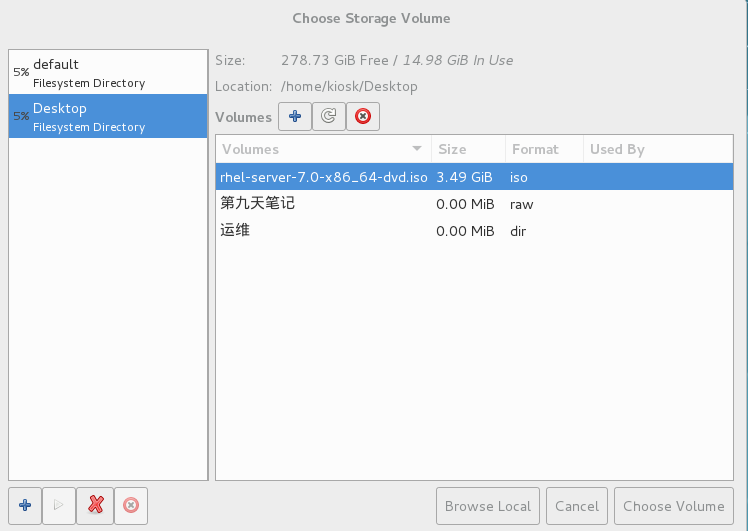 Choose Storage Volume
5% default
Filesystem Directory
5% Desktop
Filesystem Directory
Size: 278.73 GiB Free / 14.98 GiB In Use
Location: /home/kiosk/Desktop
Volumes
Volumes Size Format Used By
rhel-server-7.0-x86_64-dvd.iso 3.49 GiB iso
第九天笔记 0.00 MiB raw
运维 0.00 MiB dir
Browse Local Cancel Choose Volume